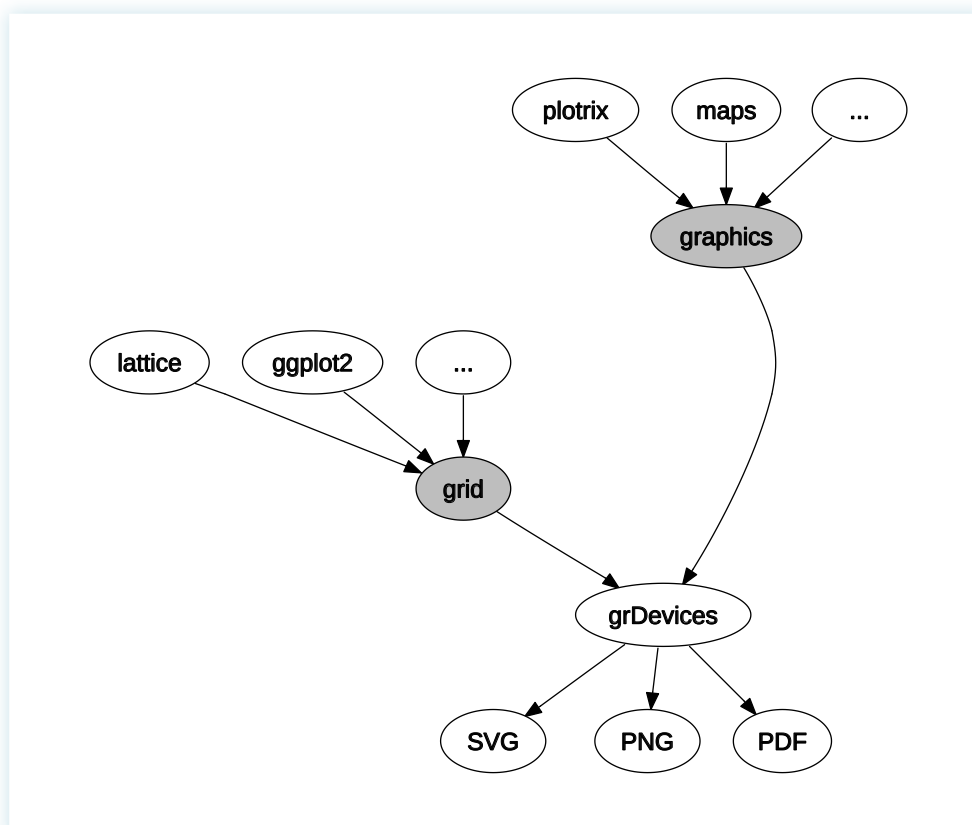 plotrix
maps
...
graphics
lattice
ggplot2
...
grid
grDevices
SVG
PNG
PDF